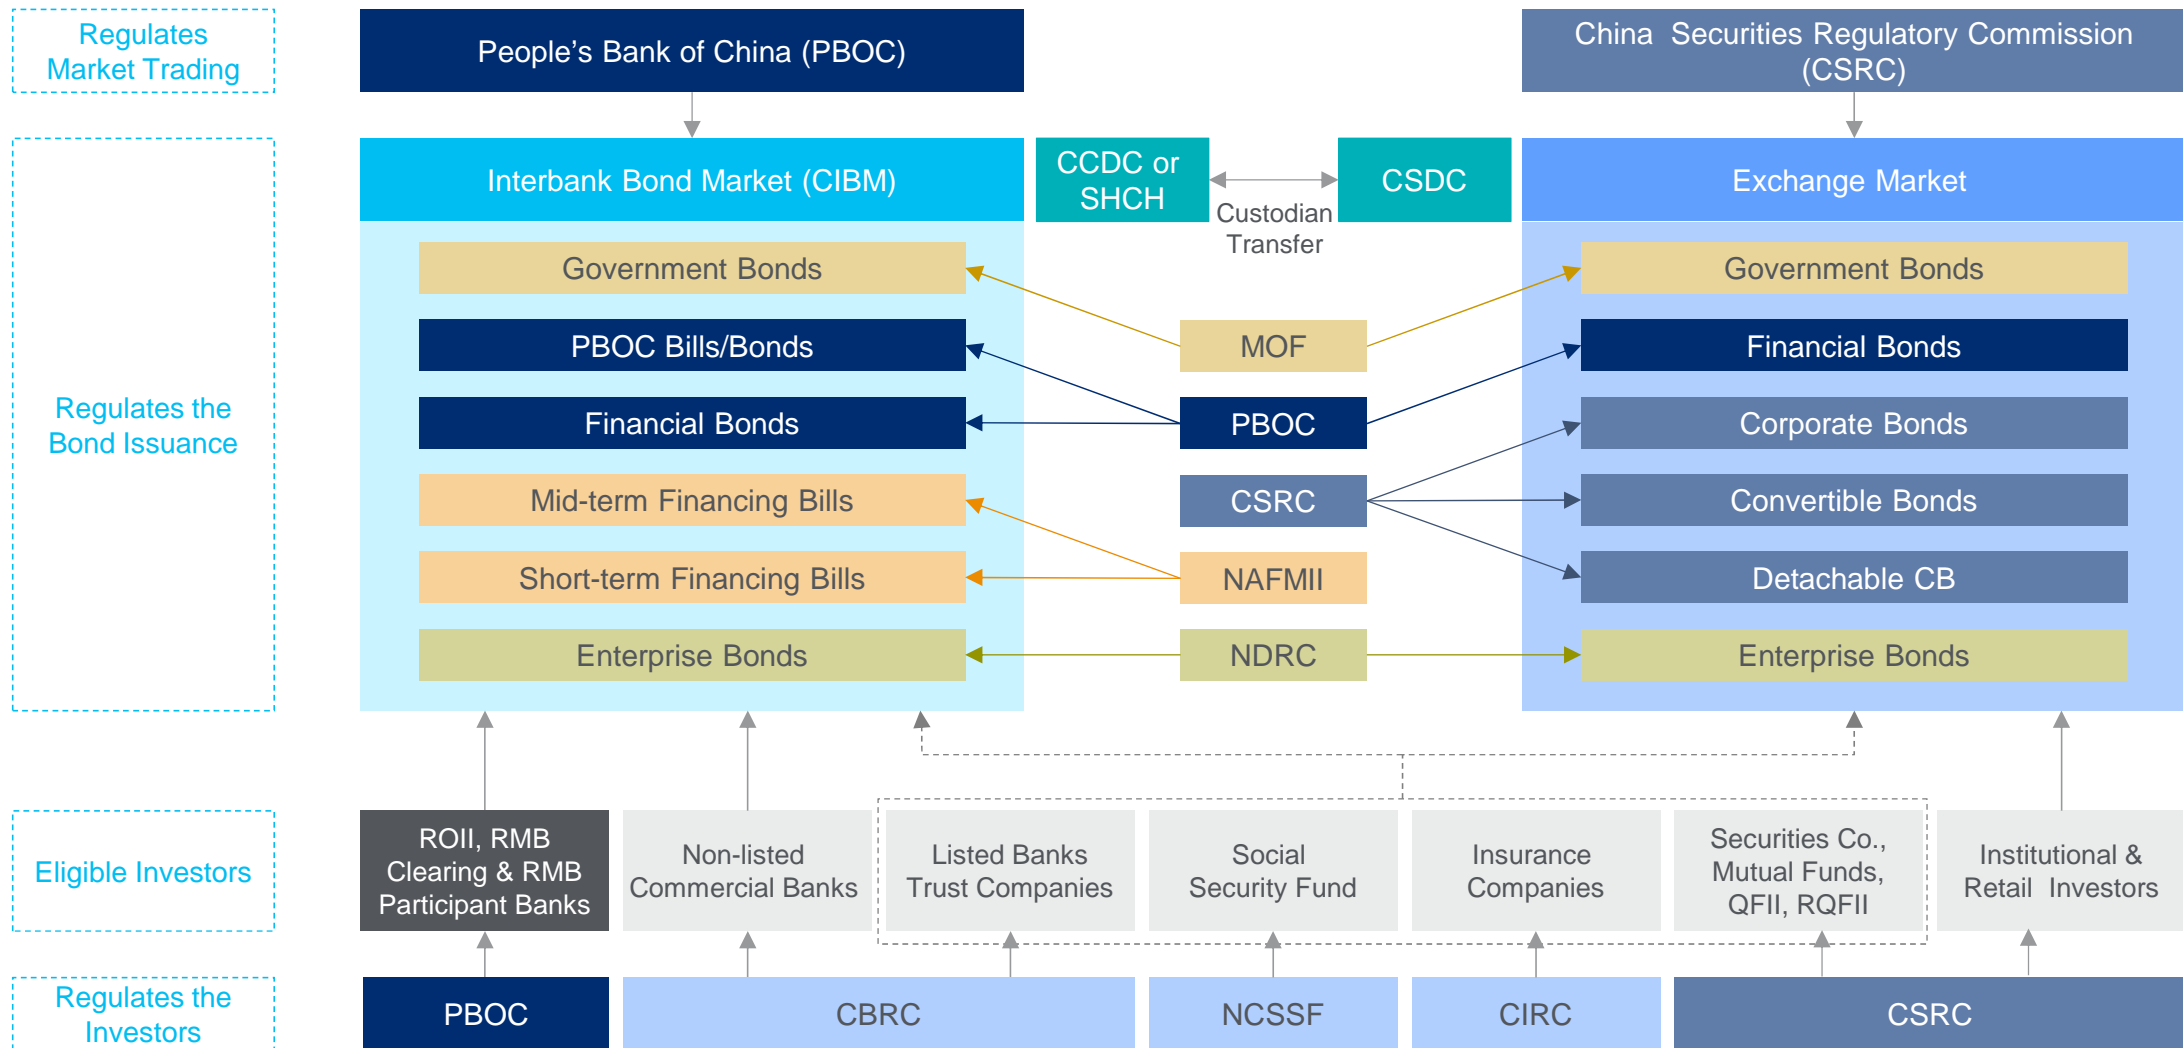 Regulates
Market Trading
People’s Bank of China (PBOC)
China Securities Regulatory Commission
(CSRC)
Interbank Bond Market (CIBM)
CCDC or
SHCH
Custodian
Transfer
CSDC
Exchange Market
Regulates the
Bond Issuance
Government Bonds
PBOC Bills/Bonds
Financial Bonds
Mid-term Financing Bills
Short-term Financing Bills
Enterprise Bonds
MOF
PBOC
CSRC
NAFMII
NDRC
Government Bonds
Financial Bonds
Corporate Bonds
Convertible Bonds
Detachable CB
Enterprise Bonds
Eligible Investors
ROII, RMB
Clearing & RMB
Participant Banks
Non-listed
Commercial Banks
Listed Banks
Trust Companies
Social
Security Fund
Insurance
Companies
Securities Co.,
Mutual Funds,
QFII, RQFII
Institutional &
Retail Investors
Regulates the
Investors
PBOC
CBRC
NCSSF
CIRC
CSRC